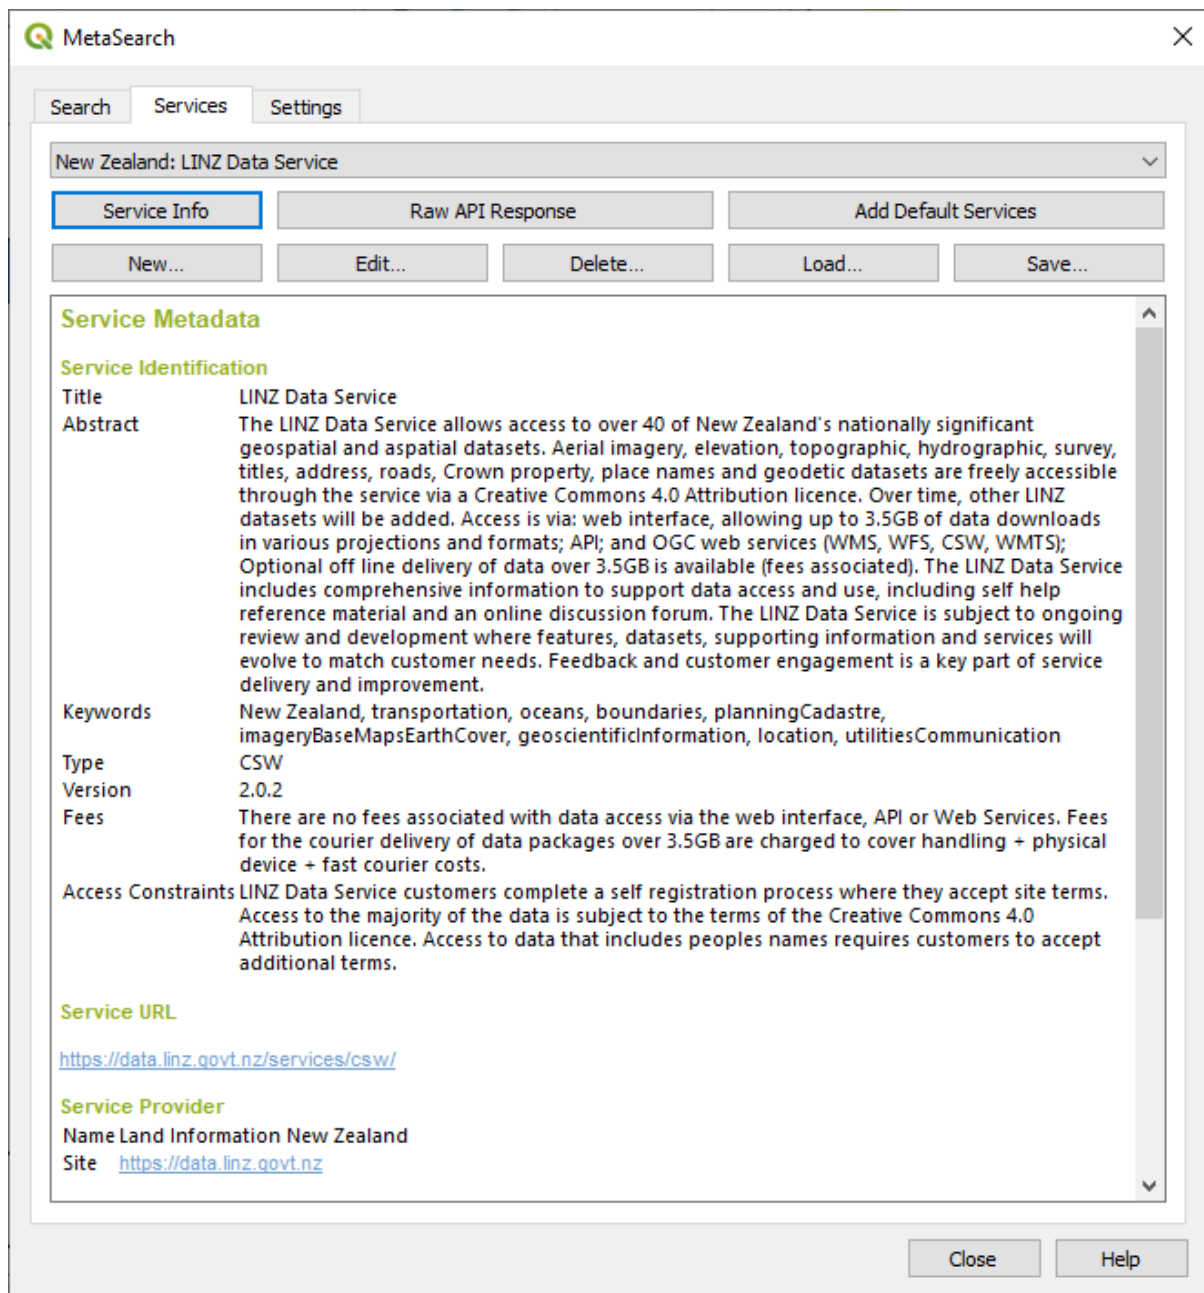 MetaSearch
Search Services Settings
New Zealand: LINZ Data Service
Service Info Raw API Response Add Default Services
New... Edit... Delete... Load... Save...
Service Metadata
Service Identification
Title LINZ Data Service
Abstract The LINZ Data Service allows access to over 40 of New Zealand's nationally significant
geospatial and aspatial datasets. Aerial imagery, elevation, topographic, hydrographic, survey,
titles, address, roads, Crown property, place names and geodetic datasets are freely accessible
through the service via a Creative Commons 4.0 Attribution licence. Over time, other LINZ
datasets will be added. Access is via: web interface, allowing up to 3.5GB of data downloads
in various projections and formats; API; and OGC web services (WMS, WFS, CSW, WMTS);
Optional off line delivery of data over 3.5GB is available (fees associated). The LINZ Data Service
includes comprehensive information to support data access and use, including self help
reference material and an online discussion forum. The LINZ Data Service is subject to ongoing
review and development where features, datasets, supporting information and services will
evolve to match customer needs. Feedback and customer engagement is a key part of service
delivery and improvement.
Keywords New Zealand, transportation, oceans, boundaries, planningCadastre,
imageryBaseMapsEarthCover, geoscientificInformation, location, utilitiesCommunication
Type CSW
Version 2.0.2
Fees There are no fees associated with data access via the web interface, API or Web Services. Fees
for the courier delivery of data packages over 3.5GB are charged to cover handling + physical
device + fast courier costs.
Access Constraints LINZ Data Service customers complete a self registration process where they accept site terms.
Access to the majority of the data is subject to the terms of the Creative Commons 4.0
Attribution licence. Access to data that includes peoples names requires customers to accept
additional terms.
Service URL
https://data.linz.govt.nz/services/csw/
Service Provider
Name Land Information New Zealand
Site https://data.linz.govt.nz
Close Help